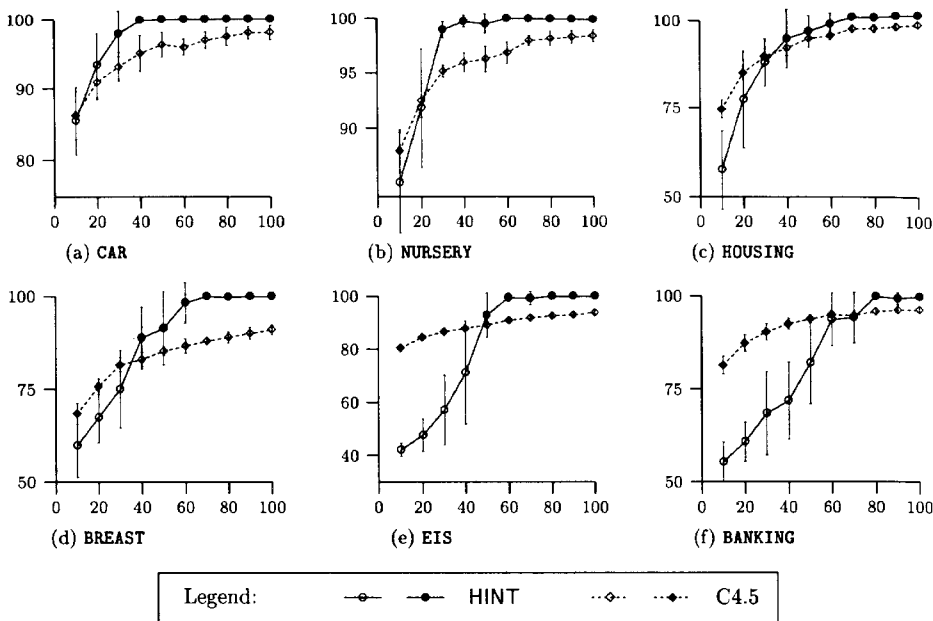 100
90
80
0 20 40 60 80 100
(a) CAR
100
95
90
0 20 40 60 80 100
(b) NURSERY
100
75
50
0 20 40 60 80 100
(c) HOUSING
100
75
50
0 20 40 60 80 100
(d) BREAST
100
80
60
40
0 20 40 60 80 100
(e) EIS
100
75
50
0 20 40 60 80 100
(f) BANKING
Legend: HINT C4.5